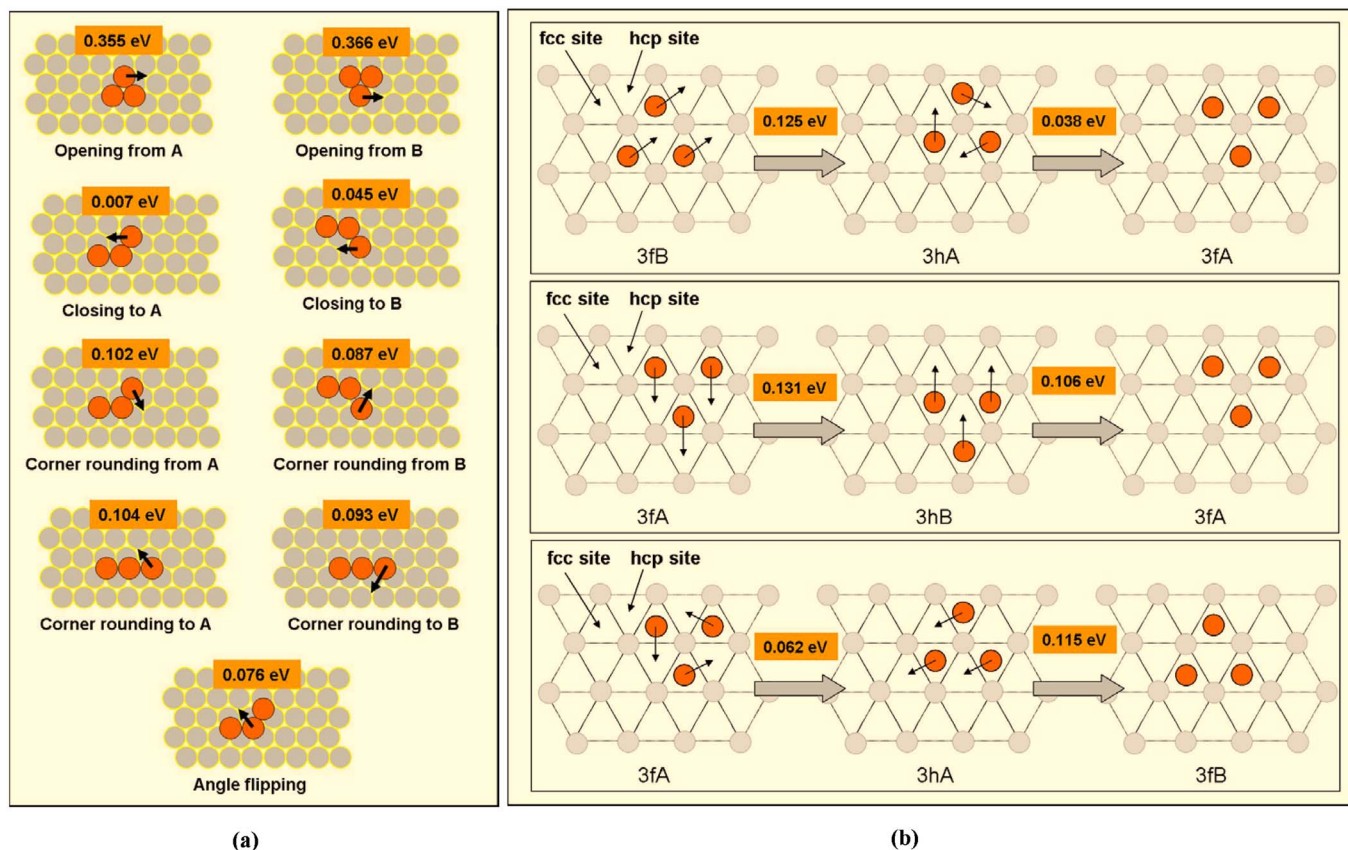 0.355 eV
0.366 eV
Opening from A
Opening from B
0.007 eV
0.045 eV
Closing to A
Closing to B
0.102 eV
0.087 eV
Corner rounding from A
Corner rounding from B
0.104 eV
0.093 eV
Corner rounding to A
Corner rounding to B
0.076 eV
Angle flipping
(a)
fcc site
hcp site
0.125 eV
0.038 eV
3fB
3hA
3fA
fcc site
hcp site
0.131 eV
0.106 eV
3fA
3hB
3fA
fcc site
hcp site
0.062 eV
0.115 eV
3fA
3hA
3fB
(b)